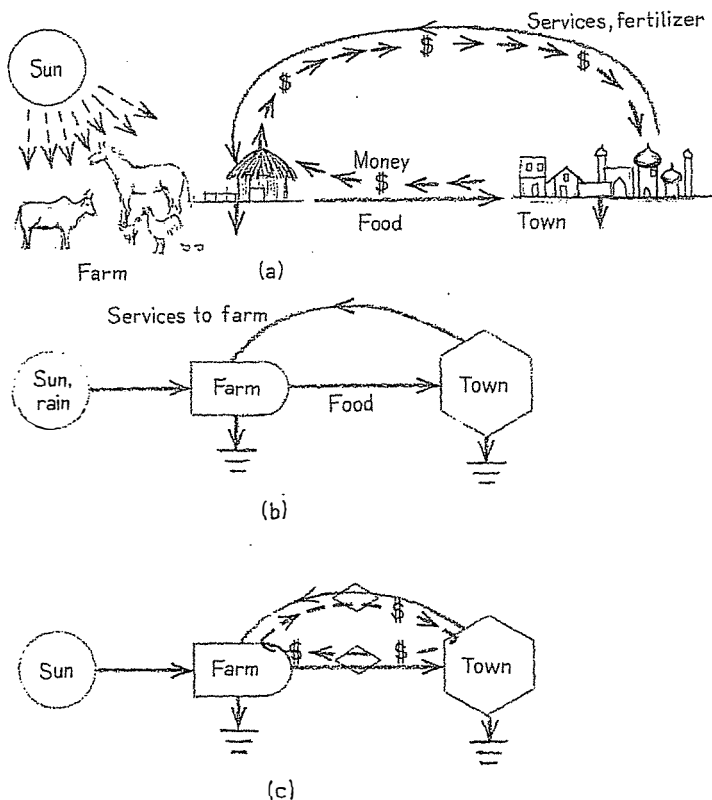 Services, fertilizer
Sun
$
$
$
Money
$
Food
Town
Farm
(a)
Services to farm
Sun,
rain
Farm
Food
Town
(b)
$
Sun
Farm
$
$
Town
(c)